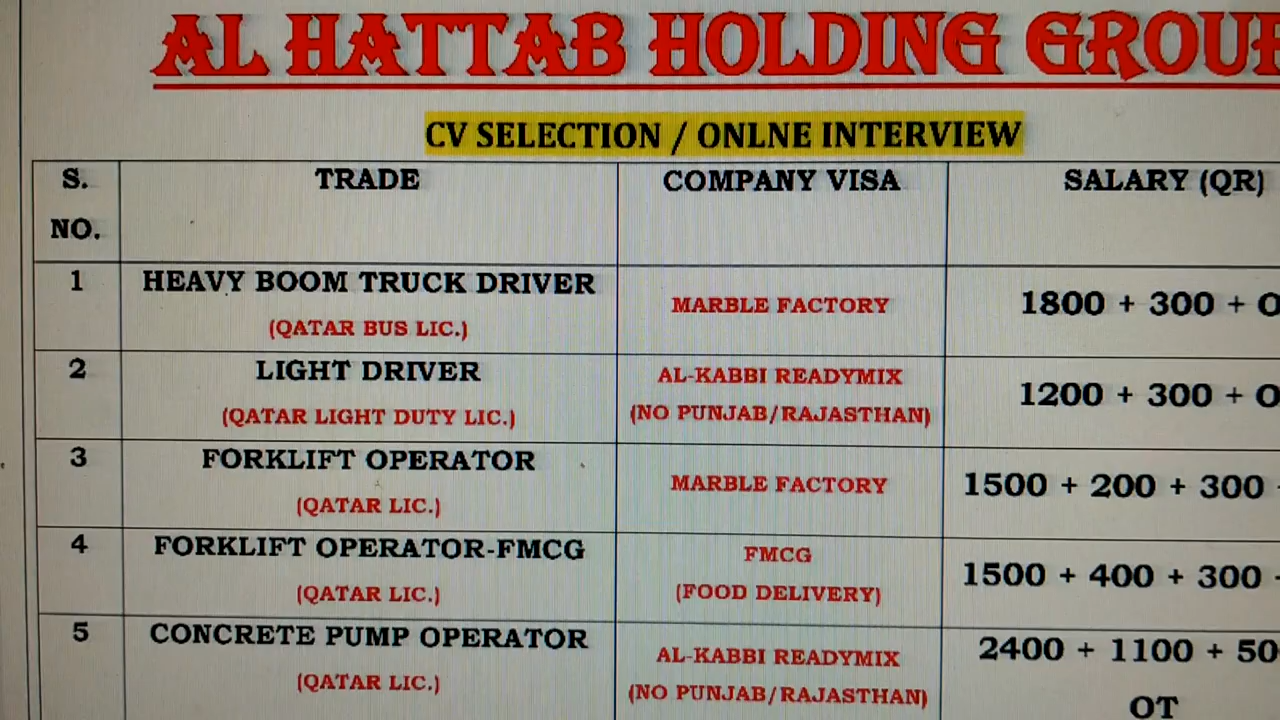 AL HATTAB HOLDING GROUP
CV SELECTION / ONLNE INTERVIEW
S. NO. TRADE COMPANY VISA SALARY (QR)
1 HEAVY BOOM TRUCK DRIVER (QATAR BUS LIC.) MARBLE FACTORY 1800 + 300 + O
2 LIGHT DRIVER (QATAR LIGHT DUTY LIC.) AL-KABBI READYMIX (NO PUNJAB/RAJASTHAN) 1200 + 300 + O
3 FORKLIFT OPERATOR (QATAR LIC.) MARBLE FACTORY 1500 + 200 + 300
4 FORKLIFT OPERATOR-FMCG (QATAR LIC.) FMCG (FOOD DELIVERY) 1500 + 400 + 300
5 CONCRETE PUMP OPERATOR (QATAR LIC.) AL-KABBI READYMIX (NO PUNJAB/RAJASTHAN) 2400 + 1100 + 50 OT